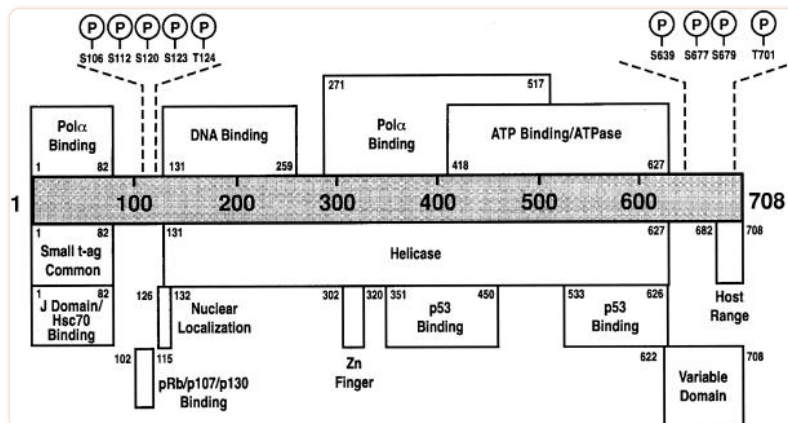 P P P P P
S106 S112 S120 S123 T124
P P P P
S639 S677 S679 T701
271 517
Polα
Binding
1 82
DNA Binding
131 259
Polα
Binding
ATP Binding/ATPase
418 627
1 100 200 300 400 500 600 708
1 82
Small t-ag
Common
131 627
Helicase
682 708
Host
Range
1 82
J Domain/
Hsc70
Binding
126 132
Nuclear
Localization
302 320
Zn
Finger
351 450
p53
Binding
533 626
p53
Binding
102 115
pRb/p107/p130
Binding
622 708
Variable
Domain